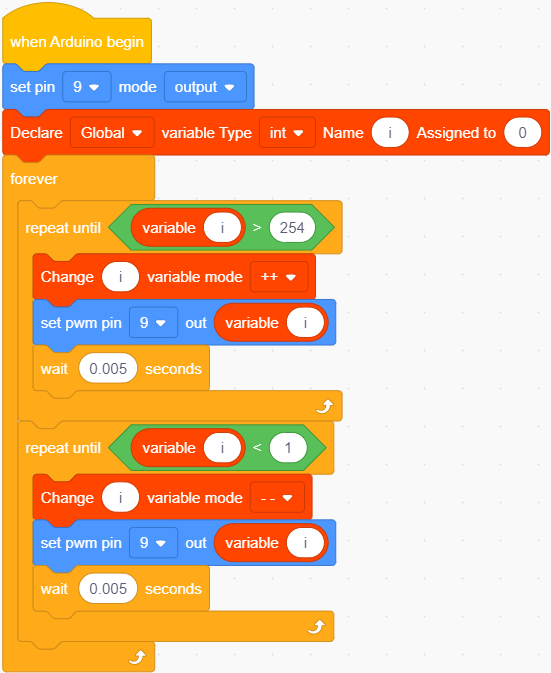 when Arduino begin
set pin 9 mode output
Declare Global variable Type int Name i Assigned to 0
forever
repeat until variable i > 254
Change i variable mode ++
set pwm pin 9 out variable i
wait 0.005 seconds
repeat until variable i < 1
Change i variable mode --
set pwm pin 9 out variable i
wait 0.005 seconds